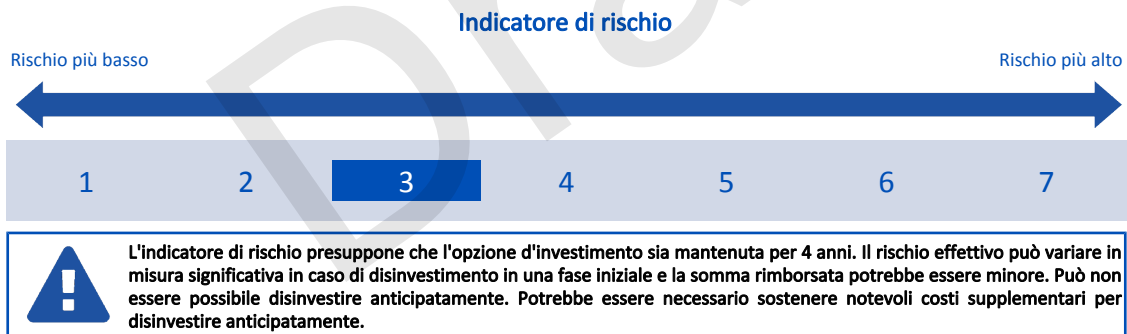 Indicatore di rischio
Rischio più basso Rischio più alto
1 2 3 4 5 6 7
L'indicatore di rischio presuppone che l'opzione d'investimento sia mantenuta per 4 anni. Il rischio effettivo può variare in
misura significativa in caso di disinvestimento in una fase iniziale e la somma rimborsata potrebbe essere minore. Può non
essere possibile disinvestire anticipatamente. Potrebbe essere necessario sostenere notevoli costi supplementari per
disinvestire anticipatamente.